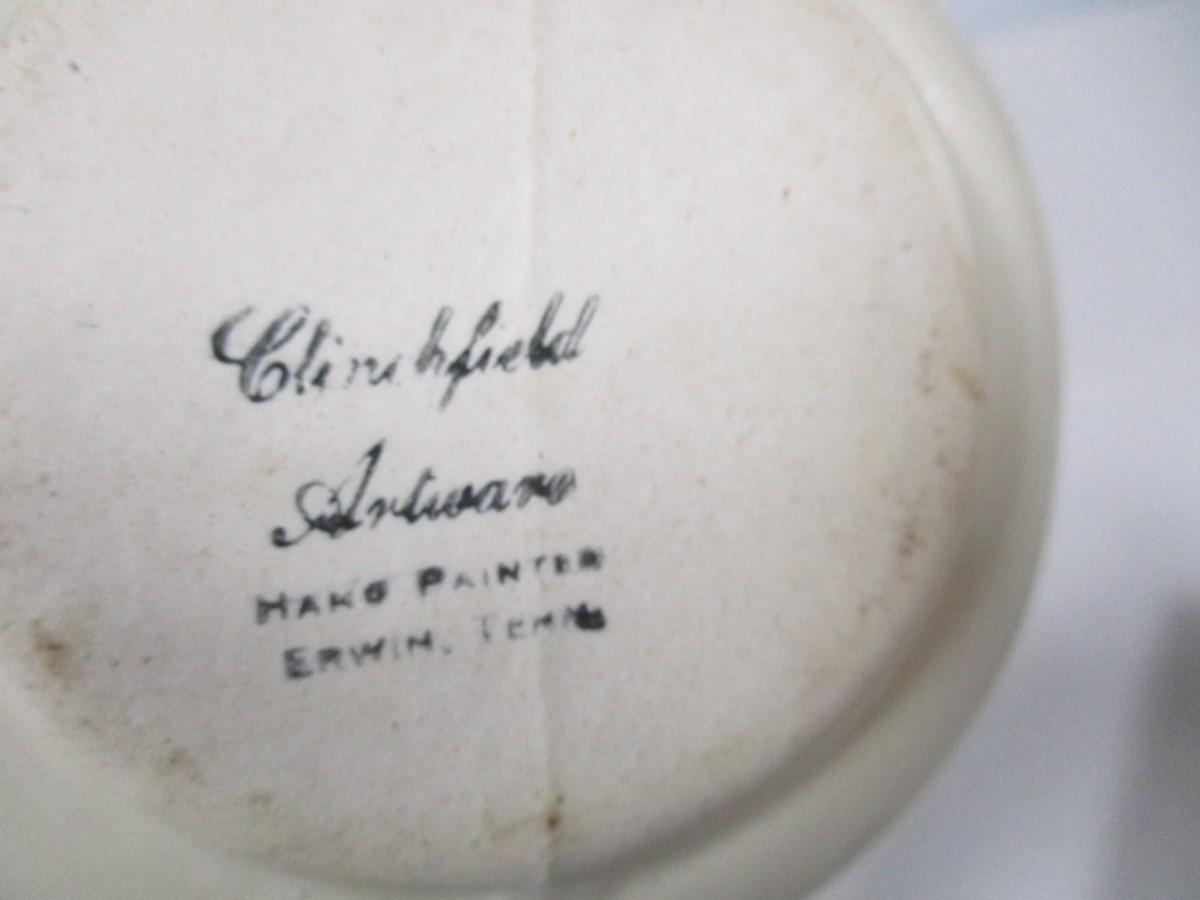 Clinchfield
Artware
HAND PAINTED
ERWIN, TENN.